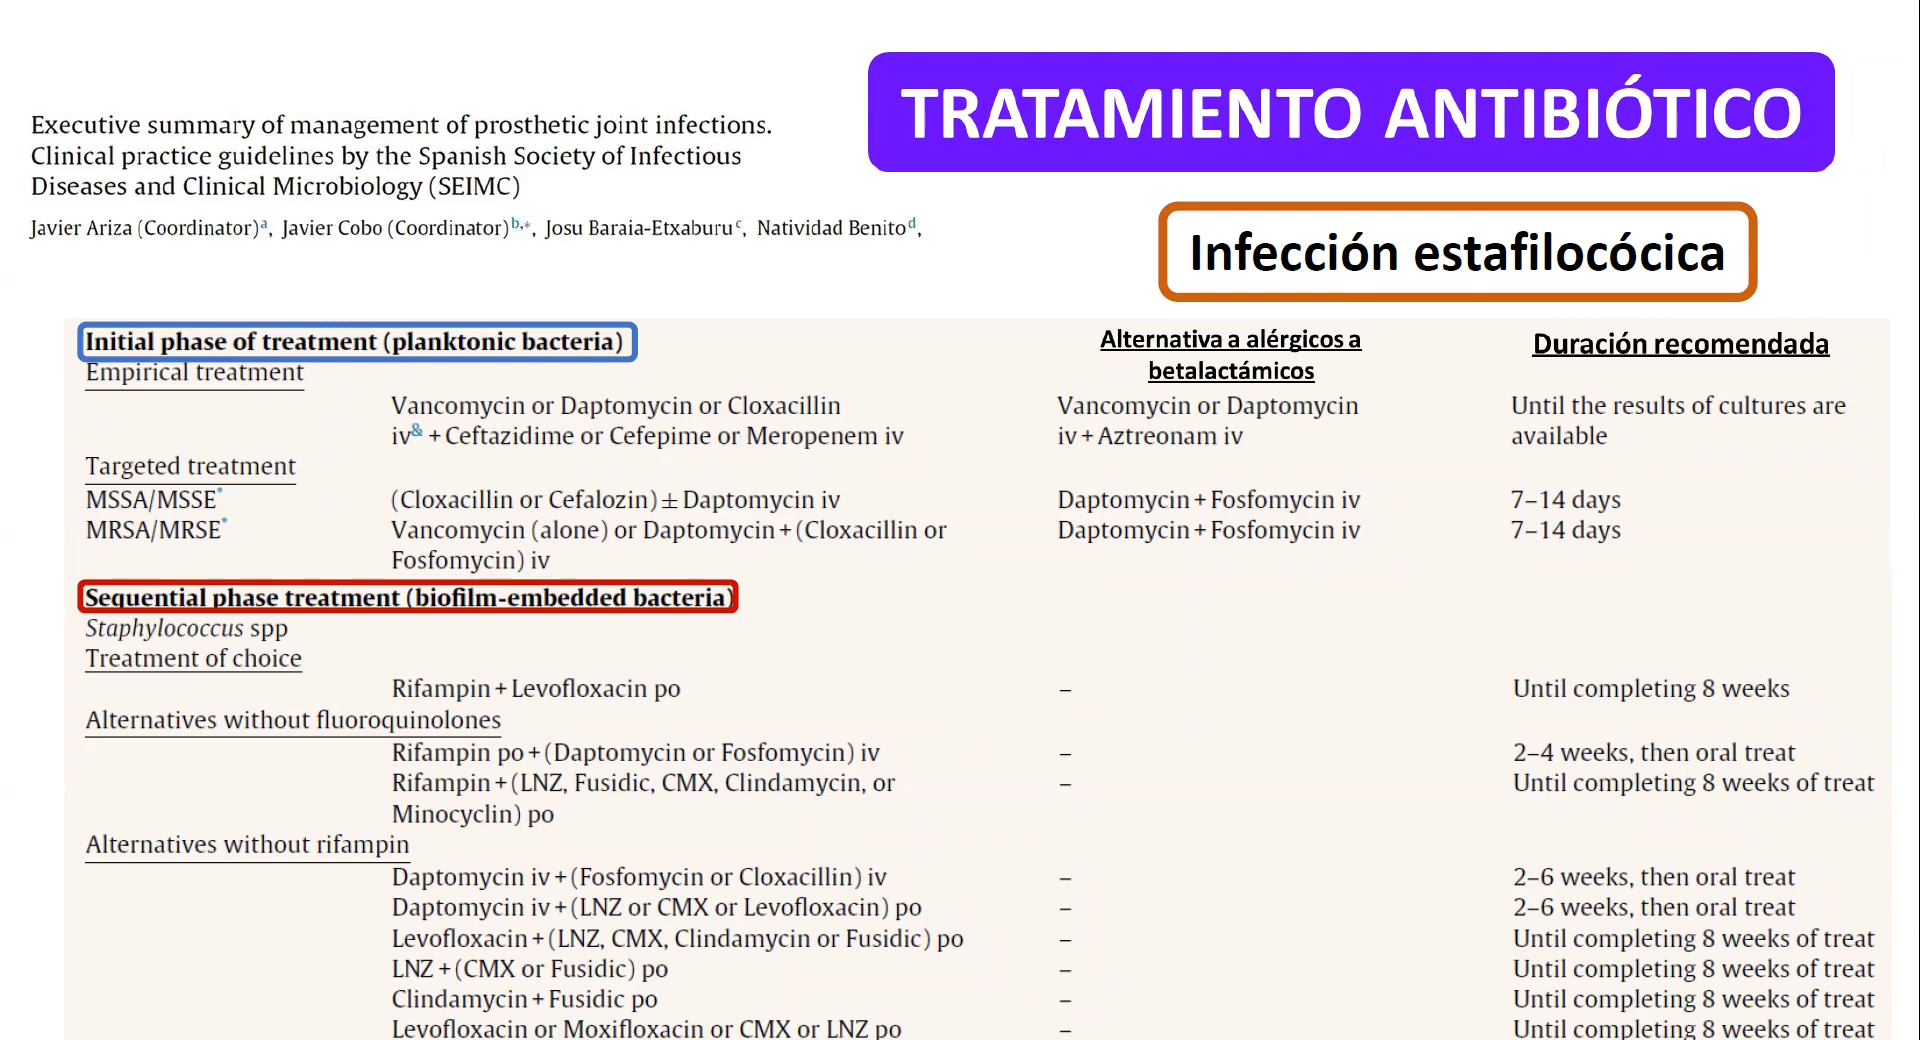 TRATAMIENTO ANTIBIÓTICO
Executive summary of management of prosthetic joint infections.
Clinical practice guidelines by the Spanish Society of Infectious
Diseases and Clinical Microbiology (SEIMC)
Javier Ariza (Coordinator)a, Javier Cobo (Coordinator)b,*, Josu Baraia-Etxaburu c, Natividad Benito d,
Infección estafilocócica
Initial phase of treatment (planktonic bacteria) Alternativa a alérgicos a Duración recomendada
Empirical treatment betalactámicos
Vancomycin or Daptomycin or Cloxacillin Vancomycin or Daptomycin Until the results of cultures are
iv& + Ceftazidime or Cefepime or Meropenem iv iv + Aztreonam iv available
Targeted treatment
MSSA/MSSE* (Cloxacillin or Cefalozin) ± Daptomycin iv Daptomycin + Fosfomycin iv 7–14 days
MRSA/MRSE* Vancomycin (alone) or Daptomycin + (Cloxacillin or Daptomycin + Fosfomycin iv 7–14 days
Fosfomycin) iv
Sequential phase treatment (biofilm-embedded bacteria)
Staphylococcus spp
Treatment of choice
Rifampin + Levofloxacin po – Until completing 8 weeks
Alternatives without fluoroquinolones
Rifampin po + (Daptomycin or Fosfomycin) iv – 2–4 weeks, then oral treat
Rifampin + (LNZ, Fusidic, CMX, Clindamycin, or – Until completing 8 weeks of treat
Minocyclin) po
Alternatives without rifampin
Daptomycin iv + (Fosfomycin or Cloxacillin) iv – 2–6 weeks, then oral treat
Daptomycin iv + (LNZ or CMX or Levofloxacin) po – 2–6 weeks, then oral treat
Levofloxacin + (LNZ, CMX, Clindamycin or Fusidic) po – Until completing 8 weeks of treat
LNZ + (CMX or Fusidic) po – Until completing 8 weeks of treat
Clindamycin + Fusidic po – Until completing 8 weeks of treat
Levofloxacin or Moxifloxacin or CMX or LNZ po – Until completing 8 weeks of treat